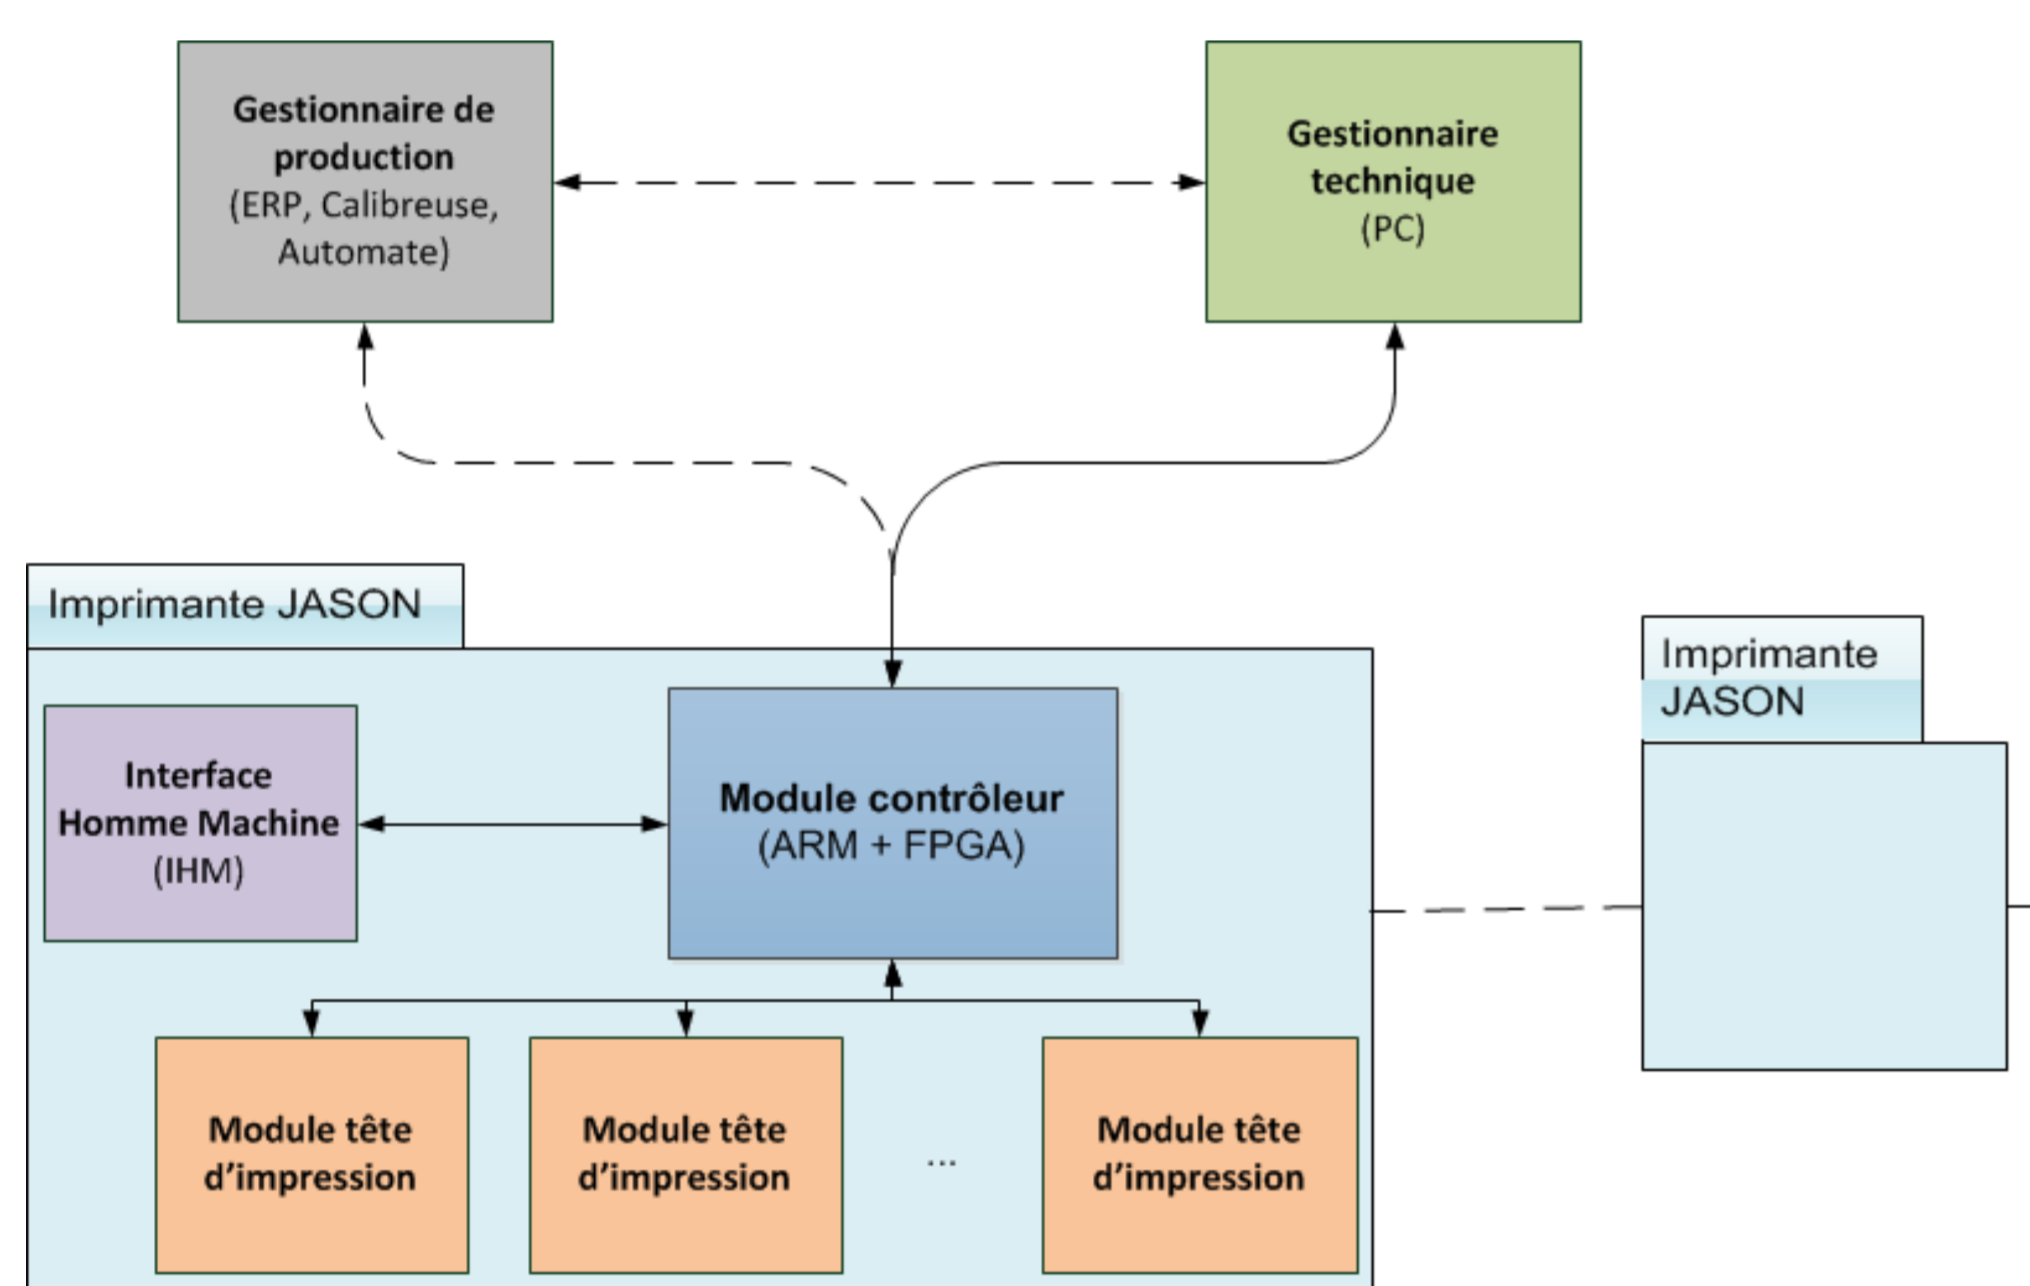 Gestionnaire de
production
(ERP, Calibreuse,
Automate)
Gestionnaire
technique
(PC)
Imprimante JASON
Imprimante
JASON
Interface
Homme Machine
(IHM)
Module contrôleur
(ARM + FPGA)
Module tête
d’impression
Module tête
d’impression
...
Module tête
d’impression